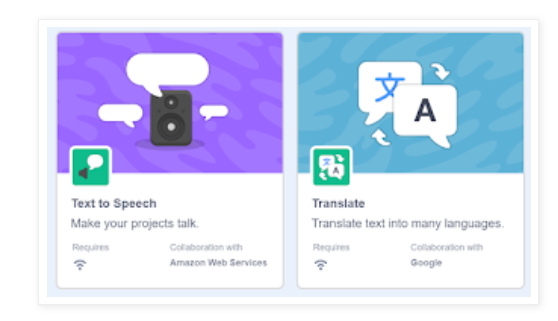 文
A
Text to Speech
Make your projects talk.
Requires
Collaboration with
Amazon Web Services
文
A
Translate
Translate text into many languages.
Requires
Collaboration with
Google